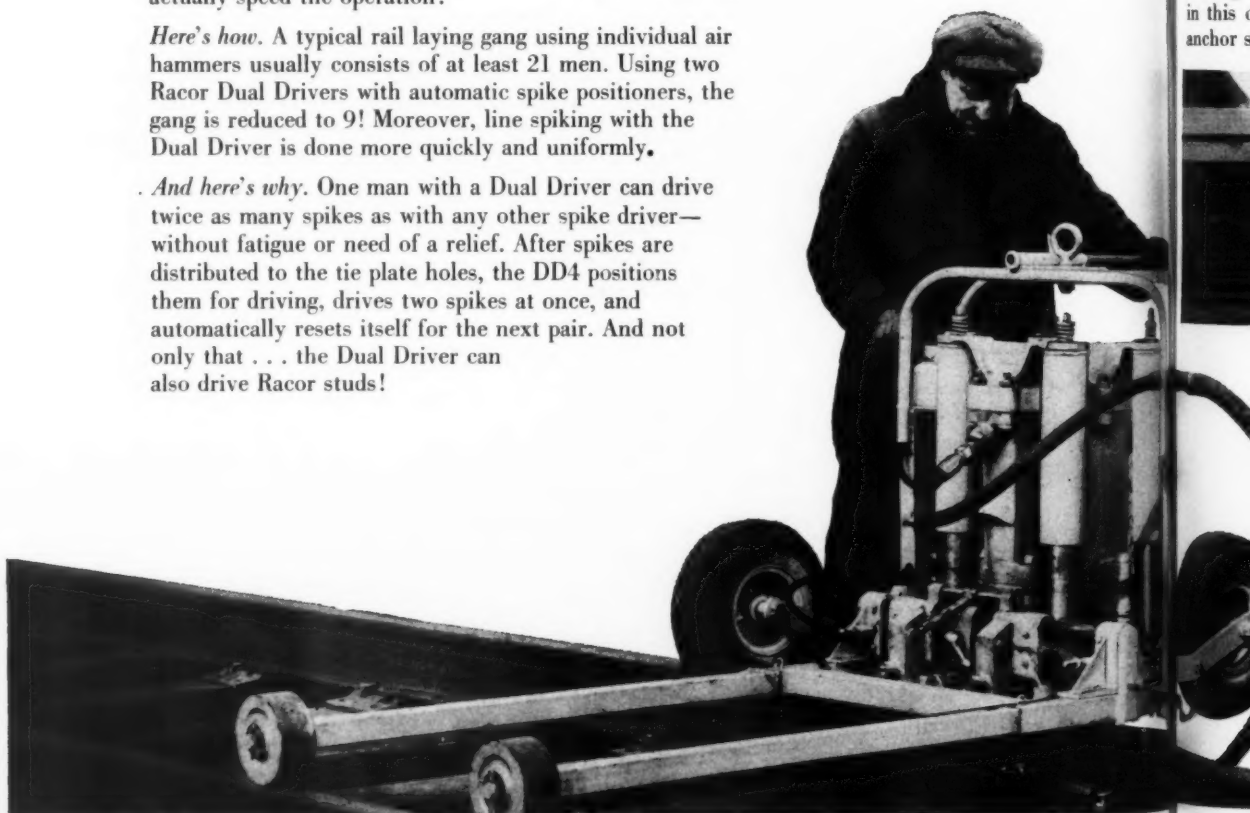 actually speed the operation!
Here's how. A typical rail laying gang using individual air
hammers usually consists of at least 21 men. Using two
Racor Dual Drivers with automatic spike positioners, the
gang is reduced to 9! Moreover, line spiking with the
Dual Driver is done more quickly and uniformly.
And here's why. One man with a Dual Driver can drive
twice as many spikes as with any other spike driver—
without fatigue or need of a relief. After spikes are
distributed to the tie plate holes, the DD4 positions
them for driving, drives two spikes at once, and
automatically resets itself for the next pair. And not
only that . . . the Dual Driver can
also drive Racor studs!
in this
anchor